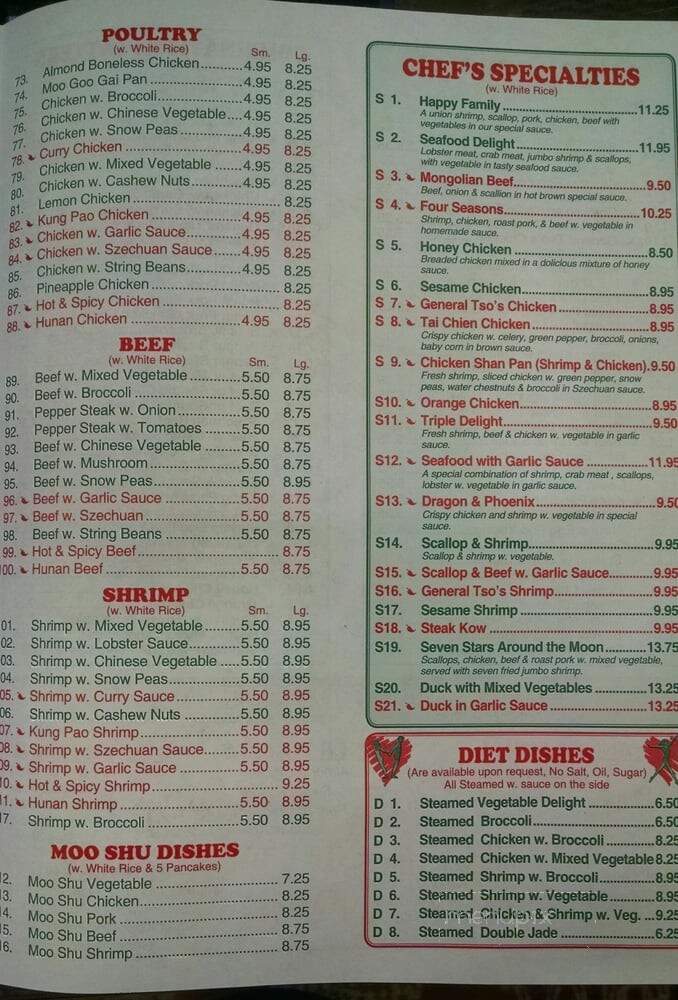 POULTRY
(w. White Rice) Sm. Lg.
73. Almond Boneless Chicken 4.95 8.25
74. Moo Goo Gai Pan 4.95 8.25
75. Chicken w. Broccoli 4.95 8.25
76. Chicken w. Chinese Vegetable 4.95 8.25
77. Chicken w. Snow Peas 4.95 8.25
78. Curry Chicken 4.95 8.25
79. Chicken w. Mixed Vegetable 4.95 8.25
80. Chicken w. Cashew Nuts 4.95 8.25
81. Lemon Chicken 8.25
82. Kung Pao Chicken 4.95 8.25
83. Chicken w. Garlic Sauce 4.95 8.25
84. Chicken w. Szechuan Sauce 4.95 8.25
85. Chicken w. String Beans 4.95 8.25
86. Pineapple Chicken 8.25
87. Hot & Spicy Chicken 8.25
88. Hunan Chicken 4.95 8.25
BEEF
(w. White Rice) Sm. Lg.
89. Beef w. Mixed Vegetable 5.50 8.75
90. Beef w. Broccoli 5.50 8.75
91. Pepper Steak w. Onion 5.50 8.75
92. Pepper Steak w. Tomatoes 5.50 8.75
93. Beef w. Chinese Vegetable 5.50 8.75
94. Beef w. Mushroom 5.50 8.75
95. Beef w. Snow Peas 5.50 8.75
96. Beef w. Garlic Sauce 5.50 8.75
97. Beef w. Szechuan 5.50 8.75
98. Beef w. String Beans 5.50 8.75
99. Hot & Spicy Beef 8.75
100. Hunan Beef 5.50 8.75
SHRIMP
(w. White Rice) Sm. Lg.
01. Shrimp w. Mixed Vegetable 5.50 8.95
02. Shrimp w. Lobster Sauce 5.50 8.95
03. Shrimp w. Chinese Vegetable 5.50 8.95
04. Shrimp w. Snow Peas 5.50 8.95
05. Shrimp w. Curry Sauce 5.50 8.95
06. Shrimp w. Cashew Nuts 5.50 8.95
07. Kung Pao Shrimp 5.50 8.95
08. Shrimp w. Szechuan Sauce 5.50 8.95
09. Shrimp w. Garlic Sauce 5.50 8.95
10. Hot & Spicy Shrimp 9.25
11. Hunan Shrimp 5.50 8.95
17. Shrimp w. Broccoli 5.50 8.95
MOO SHU DISHES
(w. White Rice & 5 Pancakes)
2. Moo Shu Vegetable 7.25
3. Moo Shu Chicken 8.25
4. Moo Shu Pork 8.25
5. Moo Shu Beef 8.75
6. Moo Shu Shrimp 8.75
CHEF'S SPECIALTIES
(w. White Rice)
S 1. Happy Family 11.25
A union shrimp, scallop, pork, chicken, beef with
vegetables in our special sauce.
S 2. Seafood Delight 11.95
Lobster meat, crab meat, jumbo shrimp & scallops,
with vegetable in tasty seafood sauce.
S 3. Mongolian Beef 9.50
Beef, onion & scallion in hot brown special sauce.
S 4. Four Seasons 10.25
Shrimp, chicken, roast pork, & beef w. vegetable in
homemade sauce.
S 5. Honey Chicken 8.50
Breaded chicken mixed in a dolicious mixture of honey
sauce.
S 6. Sesame Chicken 8.95
S 7. General Tso's Chicken 8.95
S 8. Tai Chien Chicken 8.95
Crispy chicken w. celery, green pepper, broccoli, onions,
baby corn in brown sauce.
S 9. Chicken Shan Pan (Shrimp & Chicken). 9.50
Fresh shrimp, sliced chicken w. green pepper, snow
peas, water chestnuts & broccoli in Szechuan sauce.
S10. Orange Chicken 8.95
S11. Triple Delight 9.50
Fresh shrimp, beef & chicken w. vegetable in garlic
sauce.
S12. Seafood with Garlic Sauce 11.95
A special combination of shrimp, crab meat , scallops,
lobster w. vegetable in garlic sauce.
S13. Dragon & Phoenix 9.50
Crispy chicken and shrimp w. vegetable in special
sauce.
S14. Scallop & Shrimp 9.95
Scallop & shrimp w. vegetable.
S15. Scallop & Beef w. Garlic Sauce 9.95
S16. General Tso's Shrimp 9.95
S17. Sesame Shrimp 9.95
S18. Steak Kow 9.95
S19. Seven Stars Around the Moon 13.75
Scallops, chicken, beef & roast pork w. mixed vegetable,
served with seven fried jumbo shrimp.
S20. Duck with Mixed Vegetables 13.25
S21. Duck in Garlic Sauce 13.25
DIET DISHES
(Are available upon request, No Salt, Oil, Sugar)
All Steamed w. sauce on the side
D 1. Steamed Vegetable Delight 6.50
D 2. Steamed Broccoli 6.50
D 3. Steamed Chicken w. Broccoli 8.25
D 4. Steamed Chicken w. Mixed Vegetable 8.25
D 5. Steamed Shrimp w. Broccoli 8.95
D 6. Steamed Shrimp w. Vegetable 8.95
D 7. Steamed Chicken & Shrimp w. Veg. 9.25
D 8. Steamed Double Jade 6.25